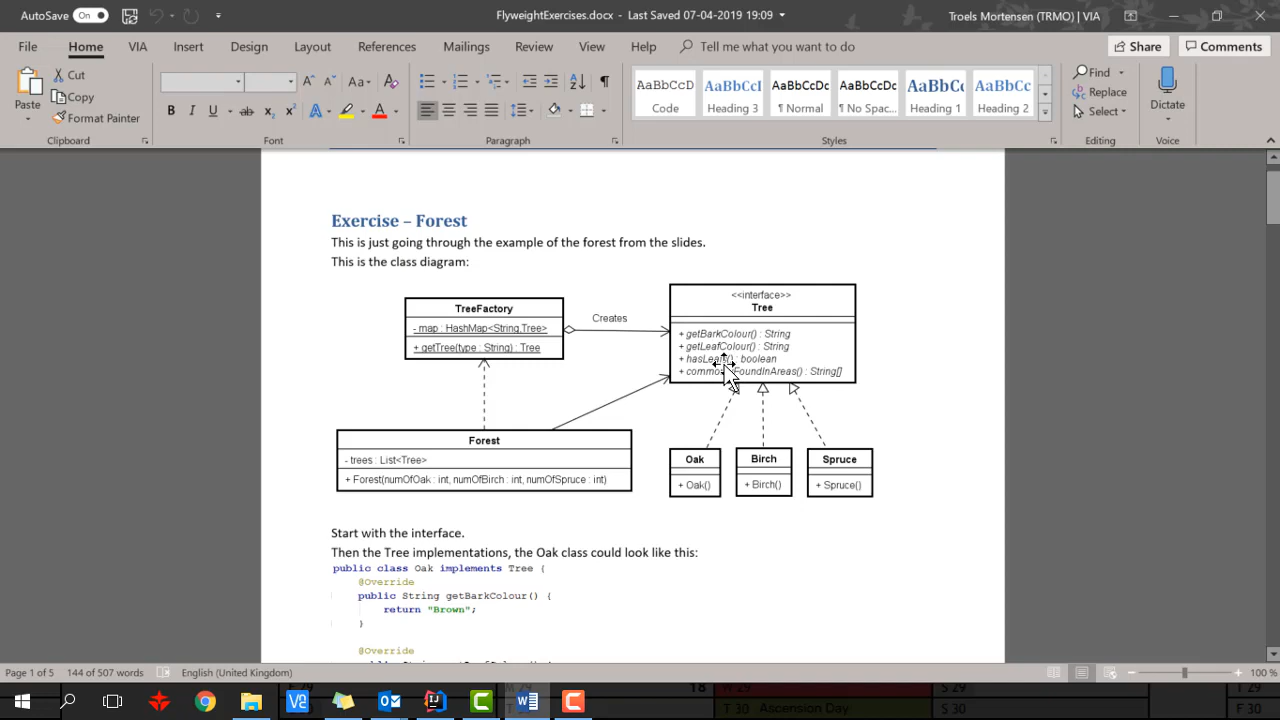 AutoSave On FlyweightExercises.docx - Last Saved 07-04-2019 19:09 Troels Mortensen (TRMO) | VIA
File Home VIA Insert Design Layout References Mailings Review View Help Tell me what you want to do Share Comments
Paste
Cut
Copy
Format Painter
Clipboard
Font
Paragraph
AaBbCcD AaBbCcI AaBbCcDc AaBbCcDc AaBbCcI AaBbCc
Code Heading 3 ¶ Normal ¶ No Spac... Heading 1 Heading 2
Styles
Find
Replace
Select
Editing
Dictate
Voice
Exercise – Forest
This is just going through the example of the forest from the slides.
This is the class diagram:
TreeFactory
- map : HashMap<String,Tree>
+ getTree(type : String) : Tree
Creates
<<interface>>
Tree
+ getBarkColour() : String
+ getLeafColour() : String
: boolean
FoundInAreas() : String[]
Forest
- trees : List<Tree>
+ Forest(numOfOak : int, numOfBirch : int, numOfSpruce : int)
Oak
+ Oak()
Birch
+ Birch()
Spruce
+ Spruce()
Start with the interface.
Then the Tree implementations, the Oak class could look like this:
public class Oak implements Tree {
@Override
public String getBarkColour() {
return "Brown";
}
@Override
Page 1 of 5 144 of 507 words English (United Kingdom) 100 %
18
T 30 Ascension Day S 30